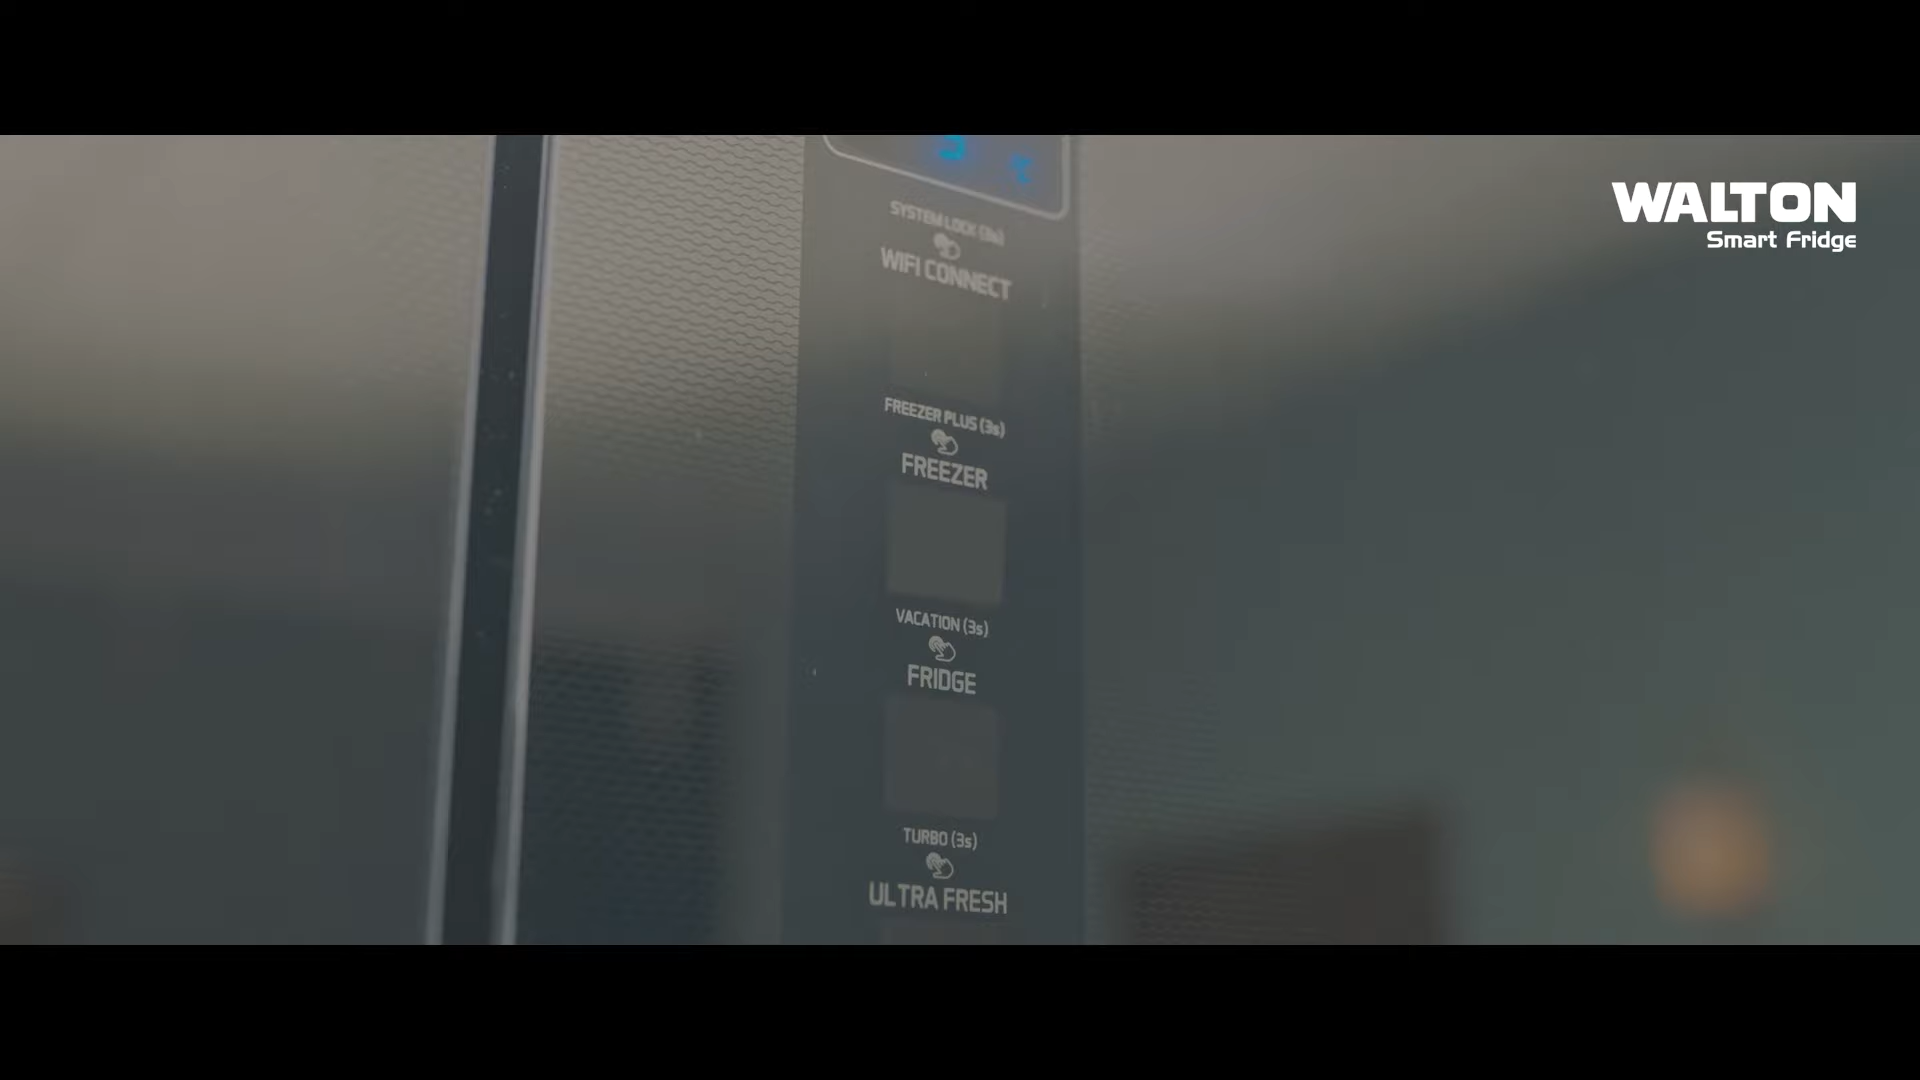 WALTON
Smart Fridge
SYSTEM LOCK (3s)
WIFI CONNECT
FREEZER PLUS (3s)
FREEZER
VACATION (3s)
FRIDGE
TURBO (3s)
ULTRA FRESH